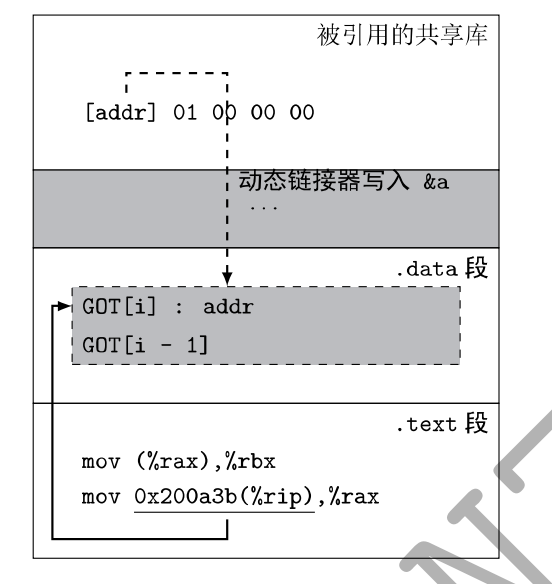 被引用的共享库
[addr] 01 00 00 00
动态链接器写入 &a
...
.data 段
GOT[i] : addr
GOT[i - 1]
.text 段
mov (%rax),%rbx
mov 0x200a3b(%rip),%rax